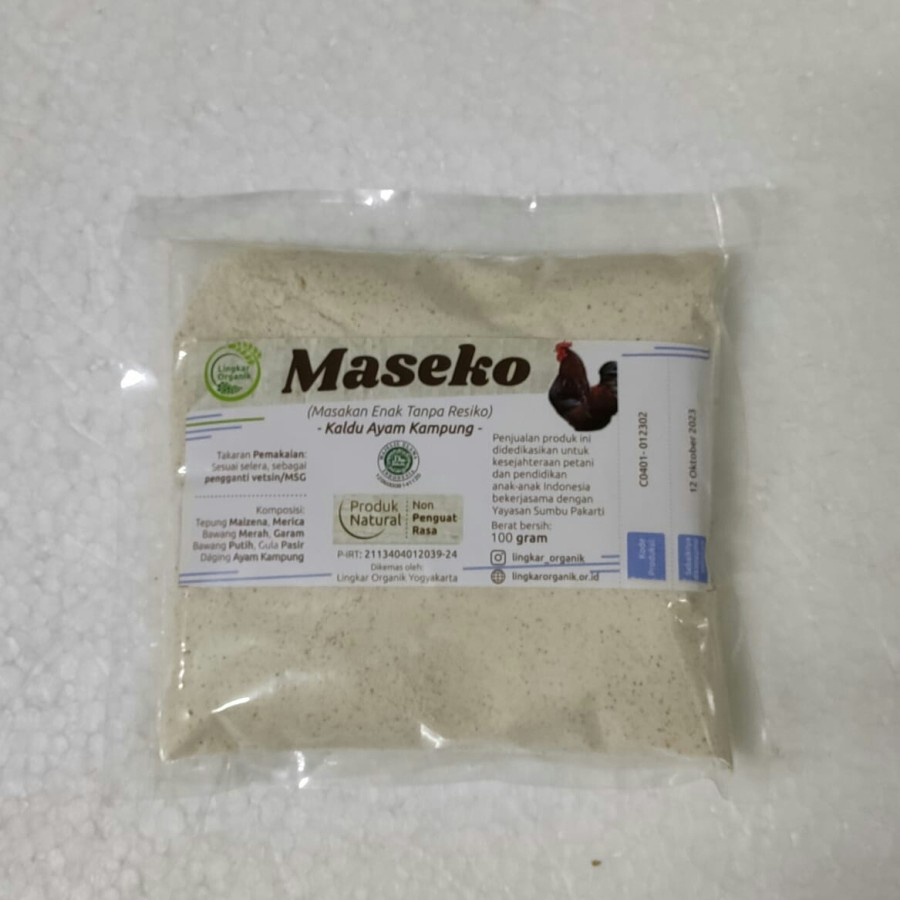 Lingkar
Organik
Maseko
(Masakan Enak Tanpa Resiko)
- Kaldu Ayam Kampung -
Takaran Pemakaian:
Sesuai selera, sebagai
pengganti vetsin/MSG
Komposisi:
Tepung Maizena, Merica
Bawang Merah, Garam
Bawang Putih, Gula Pasir
Daging Ayam Kampung
Produk
Natural
Non
Penguat
Rasa
P-IRT: 2113404012039-24
Dikemas oleh:
Lingkar Organik Yogyakarta
Penjualan produk ini
didedikasikan untuk
kesejahteraan petani
dan pendidikan
anak-anak Indonesia
bekerjasama dengan
Yayasan Sumbu Pakarti
Berat bersih:
100 gram
lingkar_organik
lingkarorganik.or.id
Kode
Produksi:
C0401- 012302
12 Oktober 2023